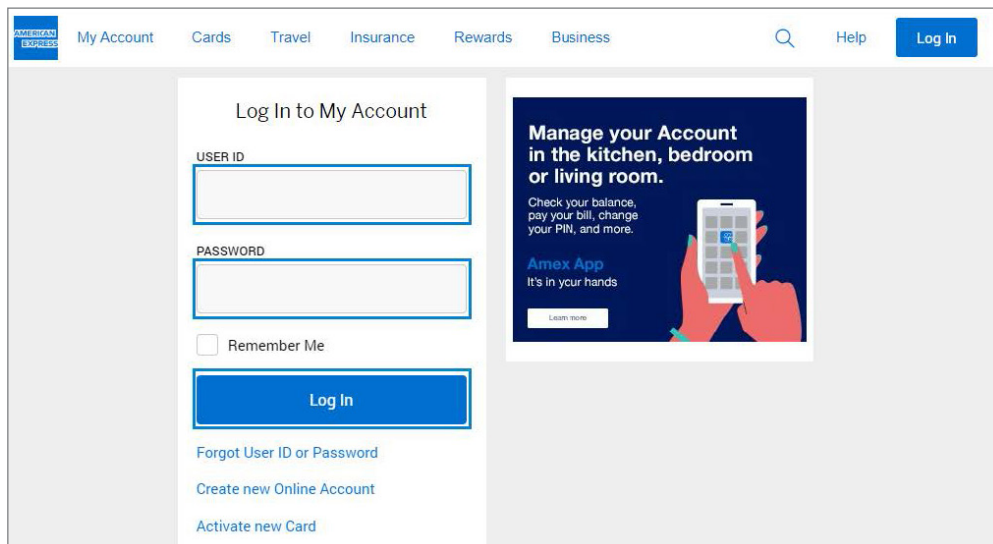 AMERICAN
EXPRESS
My Account
Cards
Travel
Insurance
Rewards
Business
Help
Log In
Log In to My Account
USER ID
PASSWORD
Remember Me
Log In
Forgot User ID or Password
Create new Online Account
Activate new Card
Manage your Account
in the kitchen, bedroom
or living room.
Check your balance,
pay your bill, change
your PIN, and more.
Amex App
It's in your hands
Learn more